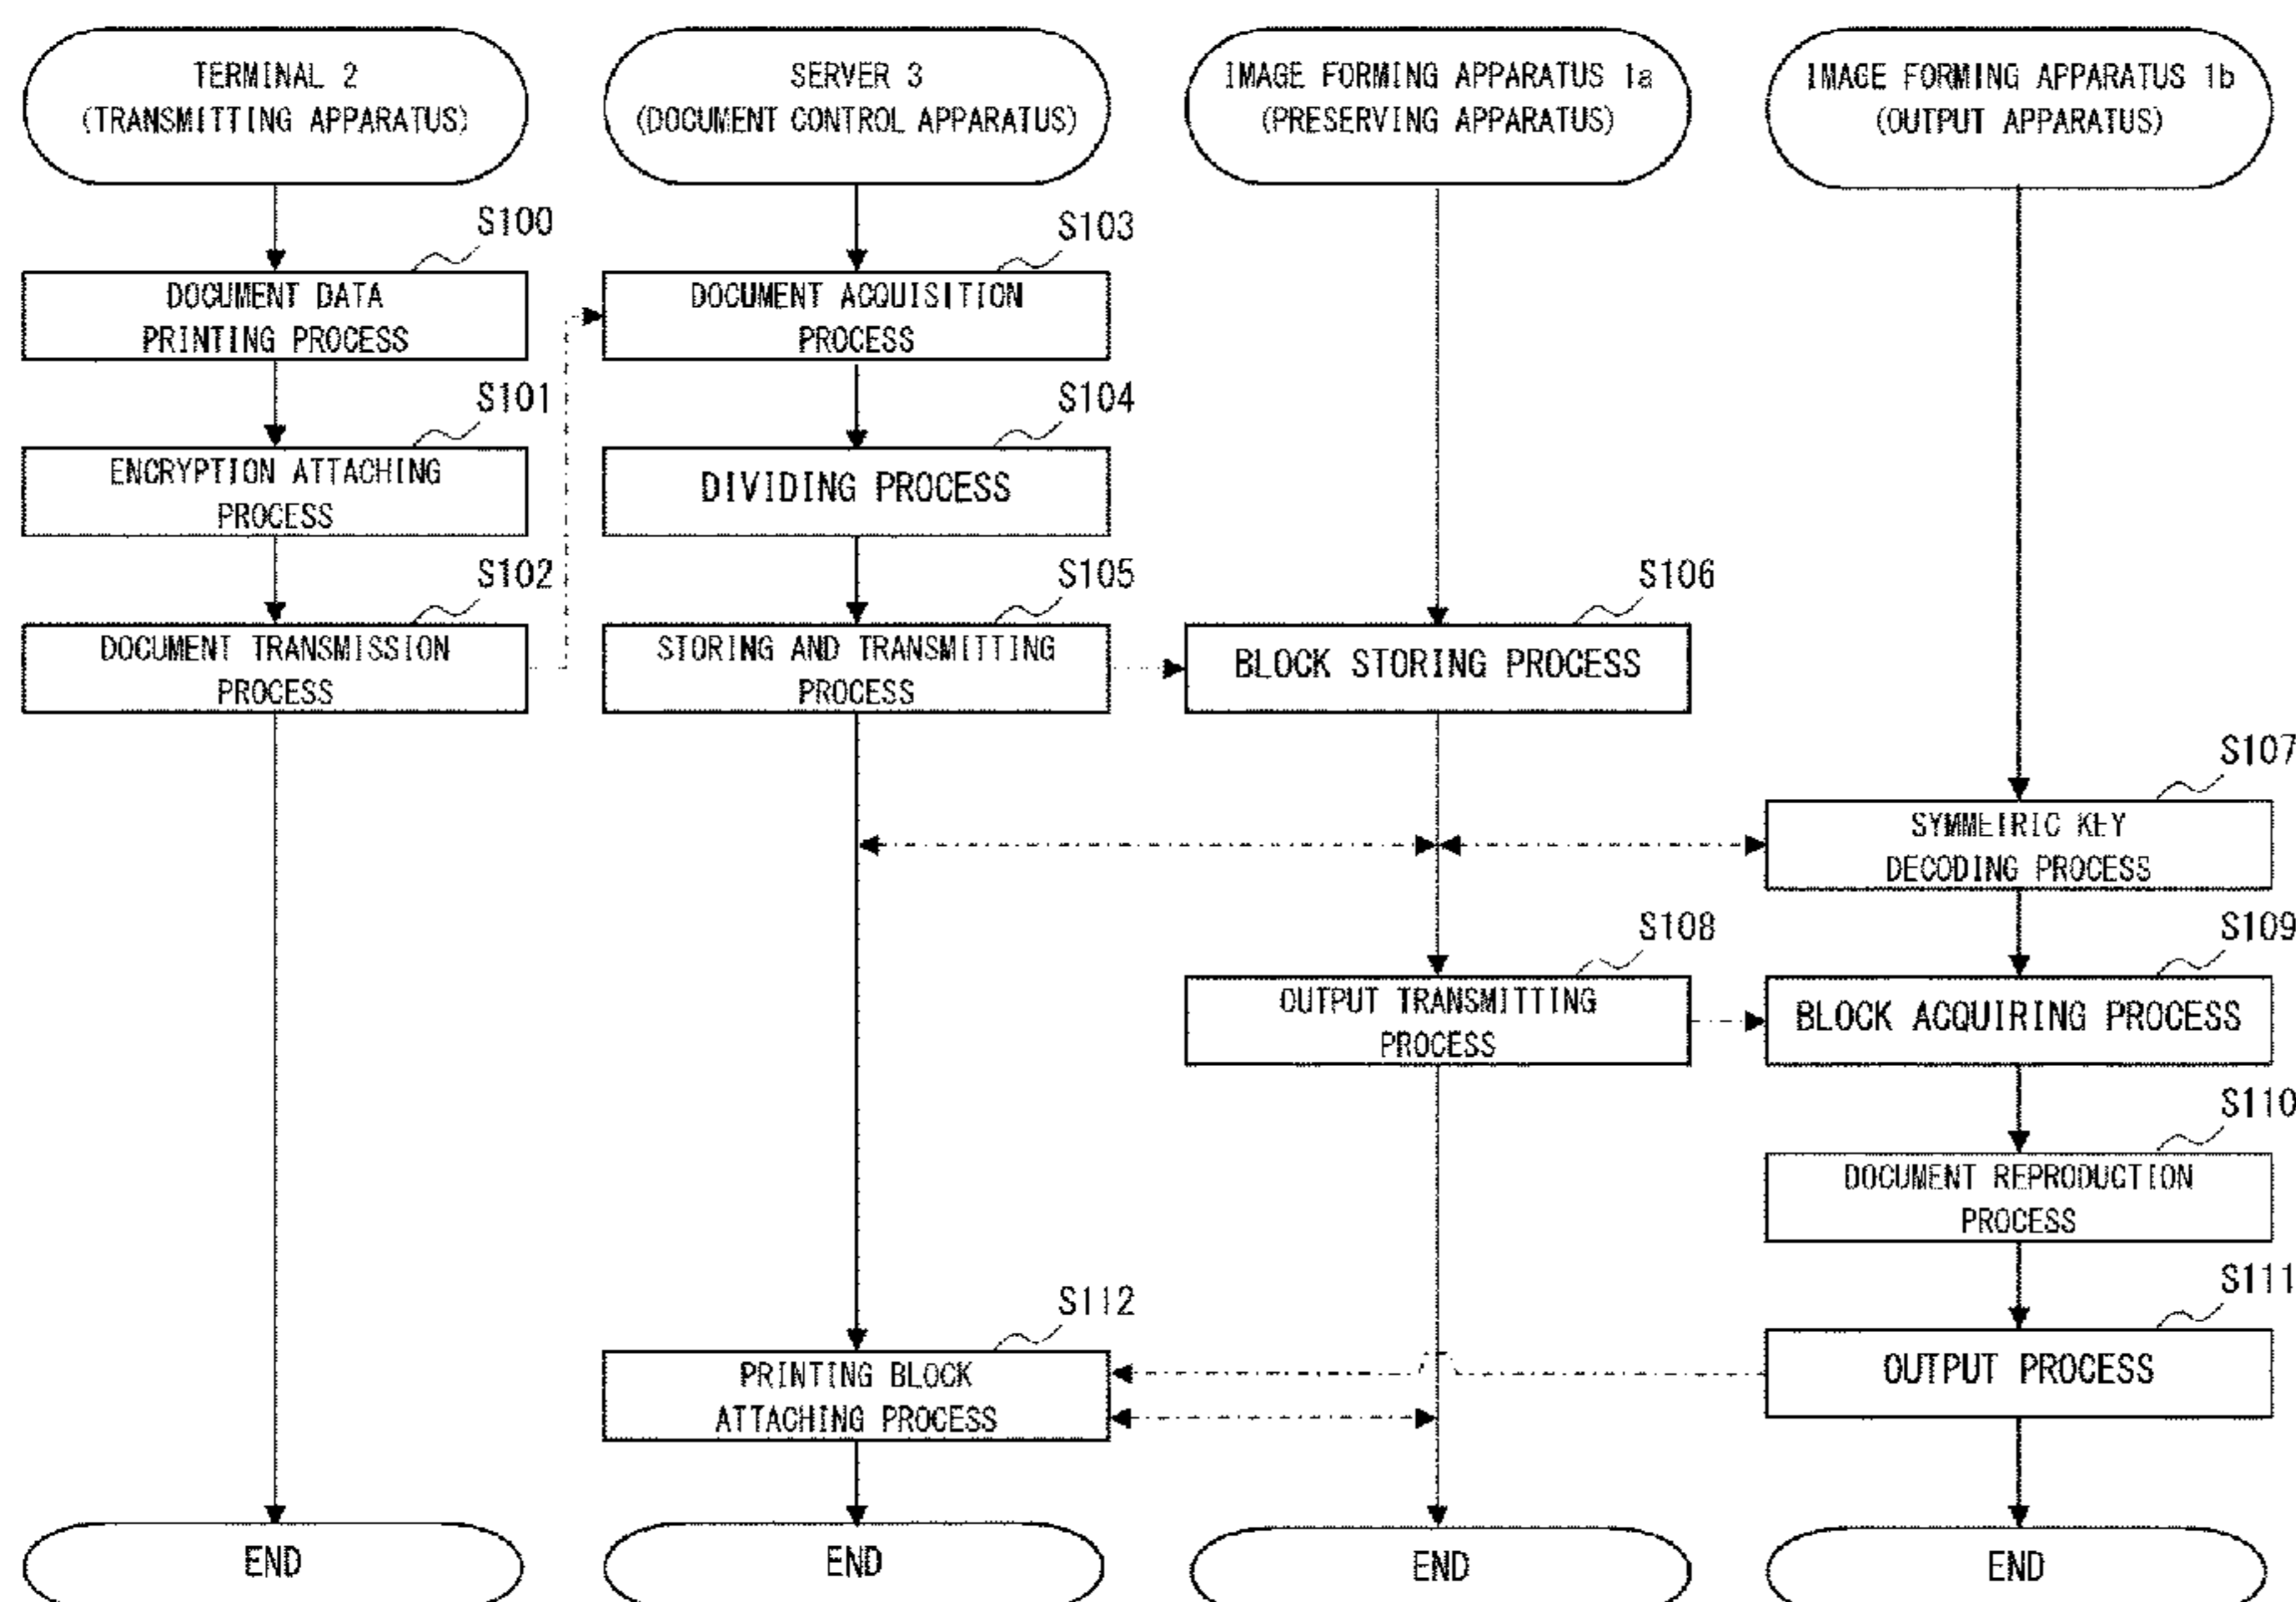 TERMINAL 2
(TRANSMITTING APPARATUS)
SERVER 3
(DOCUMENT CONTROL APPARATUS)
IMAGE FORMING APPARATUS 1a
(PRESERVING APPARATUS)
IMAGE FORMING APPARATUS 1b
(OUTPUT APPARATUS)
S100
DOCUMENT DATA
PRINTING PROCESS
S103
DOCUMENT ACQUISITION
PROCESS
S101
ENCRYPTION ATTACHING
PROCESS
S104
DIVIDING PROCESS
S102
DOCUMENT TRANSMISSION
PROCESS
S105
STORING AND TRANSMITTING
PROCESS
S106
BLOCK STORING PROCESS
S107
SYMMETRIC KEY
DECODING PROCESS
S108
OUTPUT TRANSMITTING
PROCESS
S109
BLOCK ACQUIRING PROCESS
S110
DOCUMENT REPRODUCTION
PROCESS
S111
OUTPUT PROCESS
S112
PRINTING BLOCK
ATTACHING PROCESS
END
END
END
END